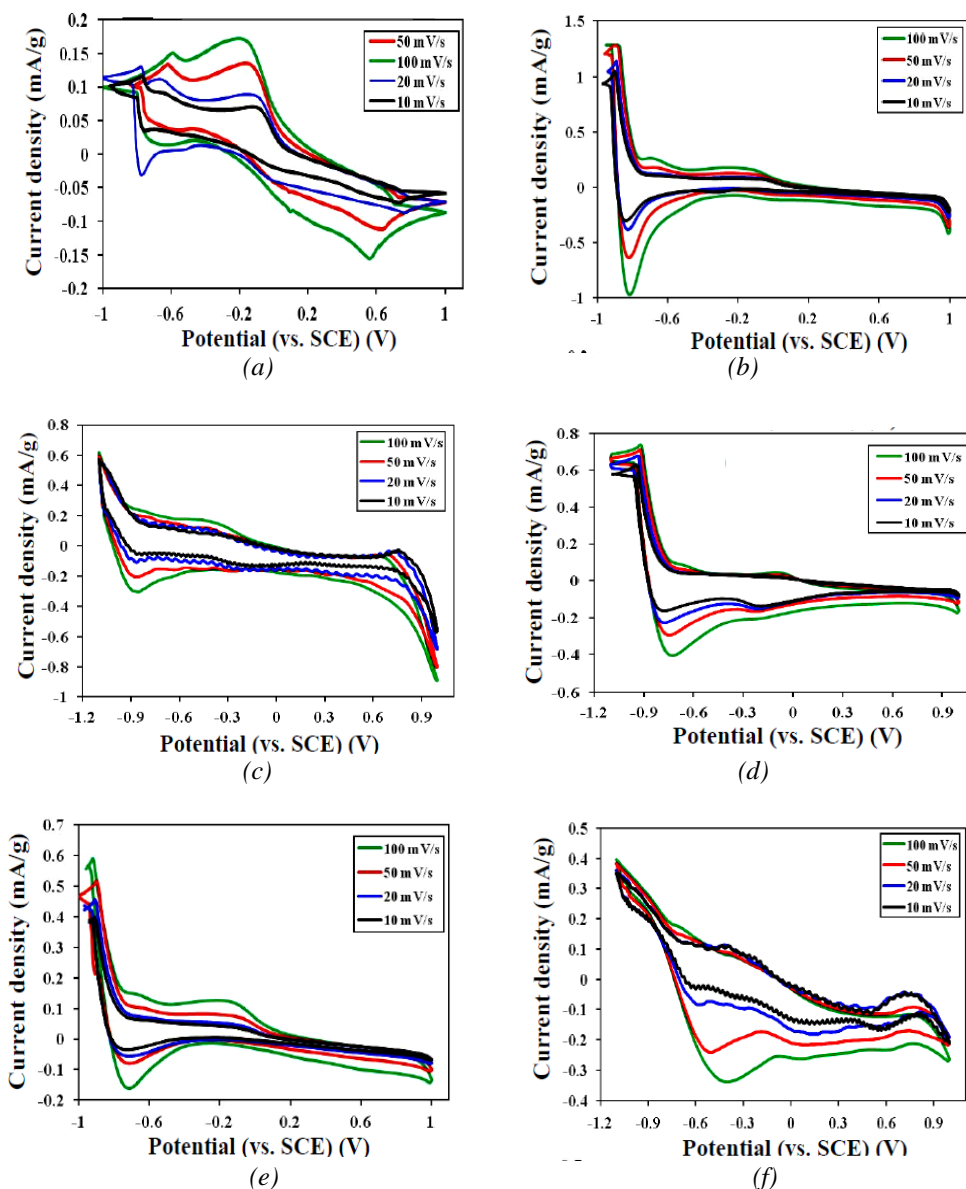 0.2
0.15
0.1
0.05
0
-0.05
-0.1
-0.15
-0.2
Current density (mA/g)
50 mV/s
100 mV/s
20 mV/s
10 mV/s
-1 -0.6 -0.2 0.2 0.6 1
Potential (vs. SCE) (V)
(a)
1.5
1
0.5
0
-0.5
-1
Current density (mA/g)
100 mV/s
50 mV/s
20 mV/s
10 mV/s
-1 -0.6 -0.2 0.2 0.6 1
Potential (vs. SCE) (V)
(b)
0.8
0.6
0.4
0.2
0
-0.2
-0.4
-0.6
-0.8
-1
Current density (mA/g)
100 mV/s
50 mV/s
20 mV/s
10 mV/s
-1.2 -0.9 -0.6 -0.3 0 0.3 0.6 0.9
Potential (vs. SCE) (V)
(c)
0.8
0.6
0.4
0.2
0
-0.2
-0.4
-0.6
Current density (mA/g)
100 mV/s
50 mV/s
20 mV/s
10 mV/s
-1.2 -0.9 -0.6 -0.3 0 0.3 0.6 0.9
Potential (vs. SCE) (V)
(d)
0.7
0.6
0.5
0.4
0.3
0.2
0.1
0
-0.1
-0.2
Current density (mA/g)
100 mV/s
50 mV/s
20 mV/s
10 mV/s
-1 -0.6 -0.2 0.2 0.6 1
Potential (vs. SCE) (V)
(e)
0.5
0.4
0.3
0.2
0.1
0
-0.1
-0.2
-0.3
-0.4
Current density (mA/g)
100 mV/s
50 mV/s
20 mV/s
10 mV/s
-1.2 -0.9 -0.6 -0.3 0 0.3 0.6 0.9
Potential (vs. SCE) (V)
(f)